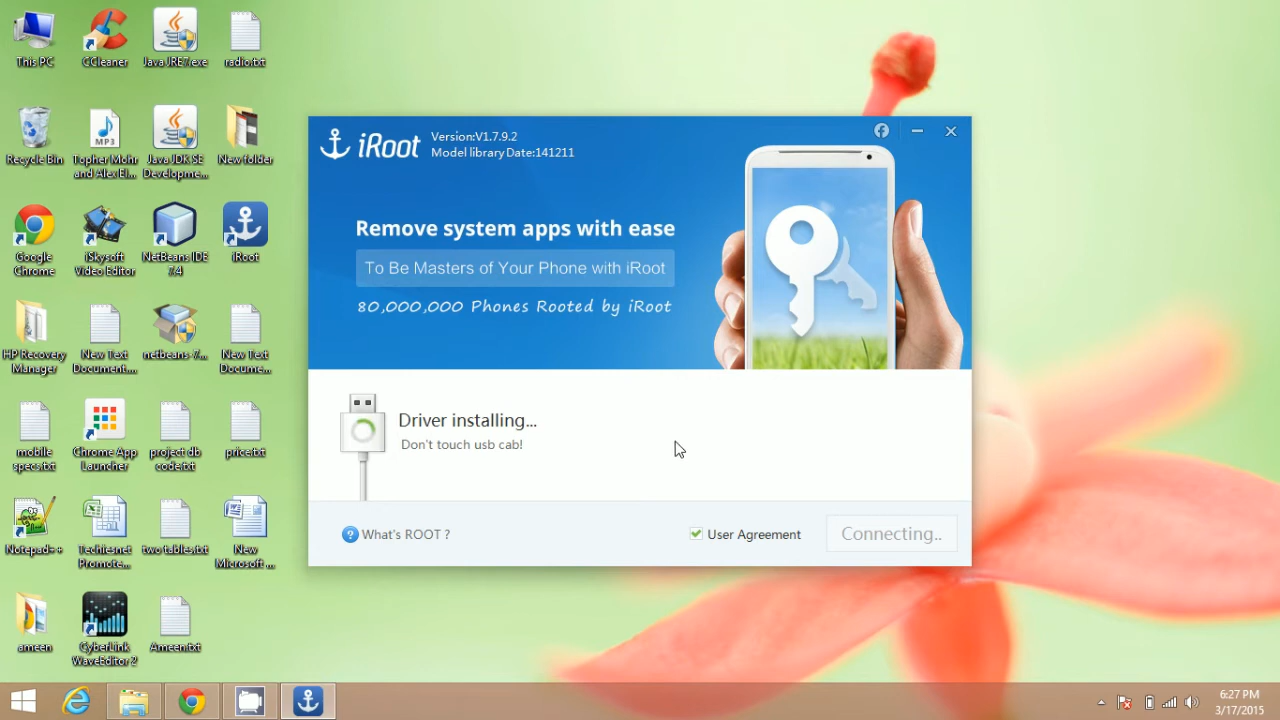 This PC
CCleaner
Java JRE7.exe
radio.txt
Recycle Bin
MP3
Topher Mohr
and Alex El...
Java JDK SE
Developme...
New folder
Google
Chrome
iSkysoft
Video Editor
NetBeans IDE
7.4
iRoot
HP Recovery
Manager
New Text
Document....
netbeans-7....
New Text
Docume...
mobile
specs.txt
Chrome App
Launcher
project db
code.txt
price.txt
Notepad++
Techiesnet
Promote...
two tables.txt
New
Microsoft ...
ameen
CyberLink
WaveEditor 2
Ameen.txt
iRoot
Version:V1.7.9.2
Model library Date:141211
Remove system apps with ease
To Be Masters of Your Phone with iRoot
80,000,000 Phones Rooted by iRoot
Driver installing...
Don't touch usb cab!
What's ROOT ?
User Agreement
Connecting..
6:27 PM
3/17/2015